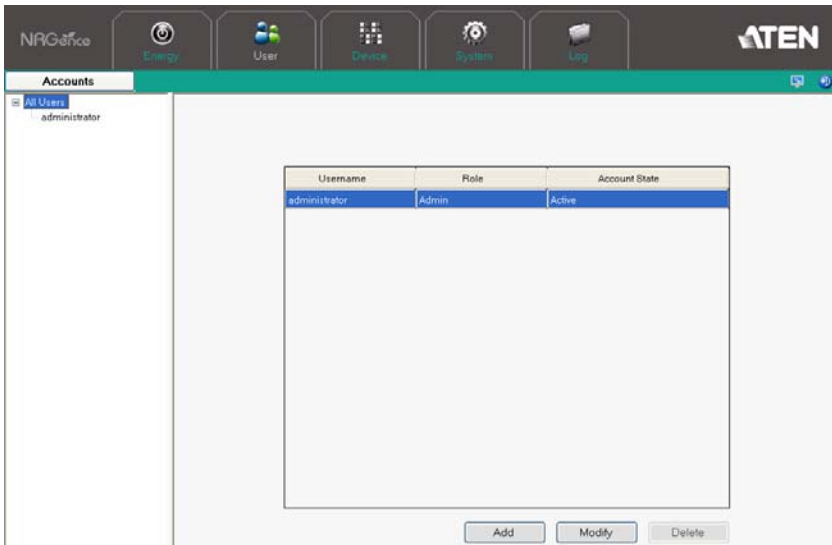 NRGence
Energy
User
Device
System
Log
ATEN
Accounts
All Users
administrator
Username Role Account State
administrator Admin Active
Add Modify Delete